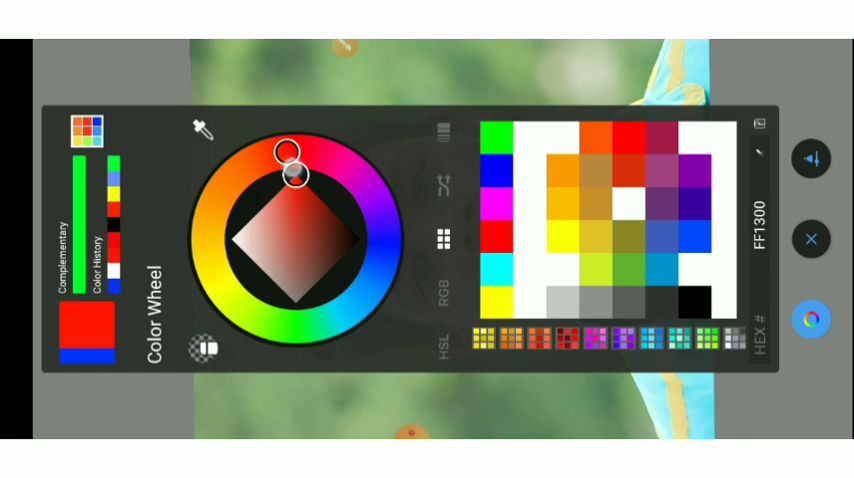 Color Wheel
Complementary
Color History
HSL
RGB
HEX #
FF1300